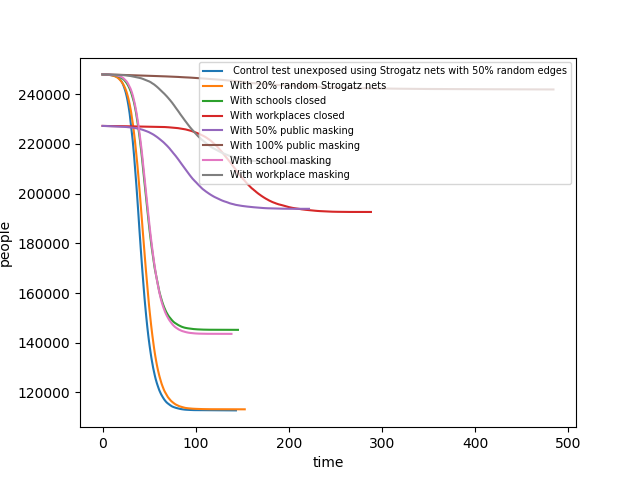 Control test unexposed using Strogatz nets with 50% random edges
With 20% random Strogatz nets
With schools closed
With workplaces closed
With 50% public masking
With 100% public masking
With school masking
With workplace masking
240000
220000
200000
180000
160000
140000
120000
people
0 100 200 300 400 500
time